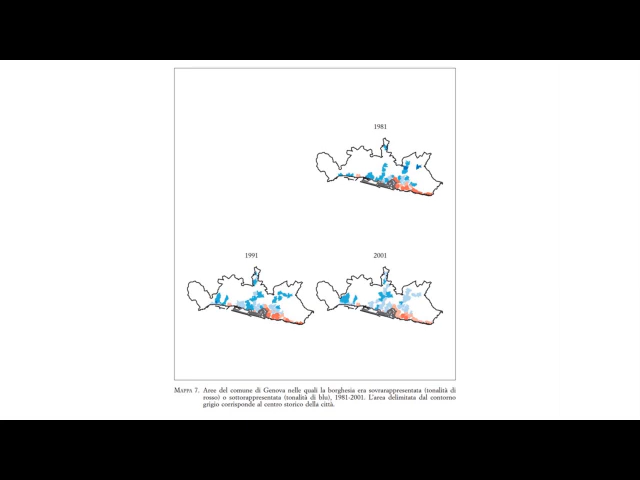 1981
1991
2001
MAPPA 7. Aree del comune di Genova nelle quali la borghesia era sovrarappresentata (tonalità di
rosso) o sottorappresentata (tonalità di blu), 1981-2001. L'area delimitata dal contorno
grigio corrisponde al centro storico della città.